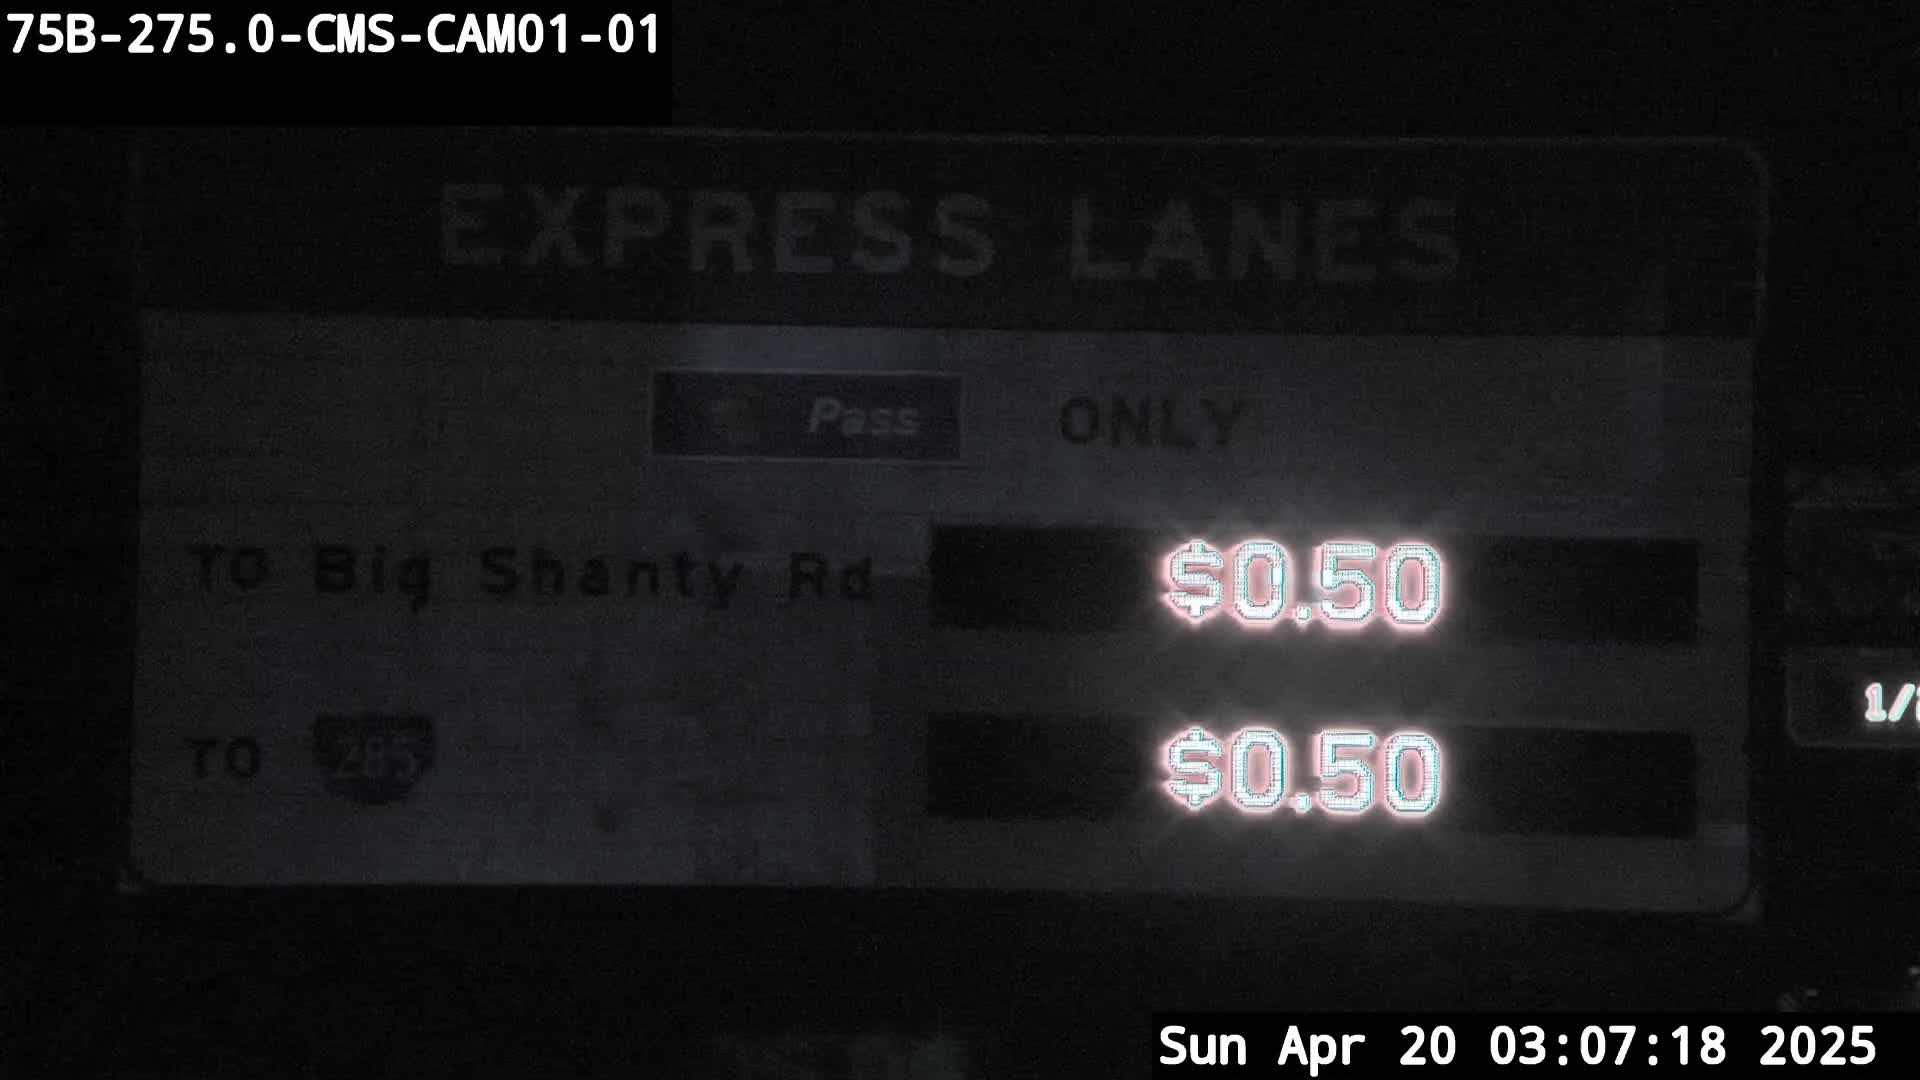 75B-275.0-CMS-CAM01-01
EXPRESS LANES
Pass ONLY
TO Big Shanty Rd $0.50
1/
TO 285 $0.50
Sun Apr 20 03:07:18 2025